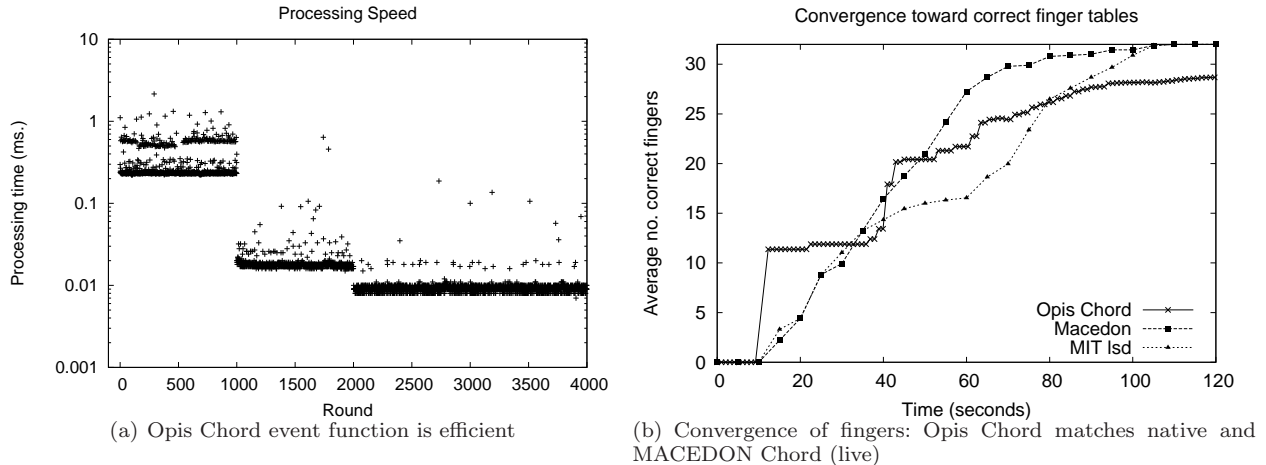 Processing Speed
10
1
0.1
0.01
0.001
Processing time (ms.)
0 500 1000 1500 2000 2500 3000 3500 4000
Round
(a) Opis Chord event function is efficient
Convergence toward correct finger tables
30
25
20
15
10
5
0
Average no. correct fingers
Opis Chord
Macedon
MIT lsd
0 20 40 60 80 100 120
Time (seconds)
(b) Convergence of fingers: Opis Chord matches native and
MACEDON Chord (live)